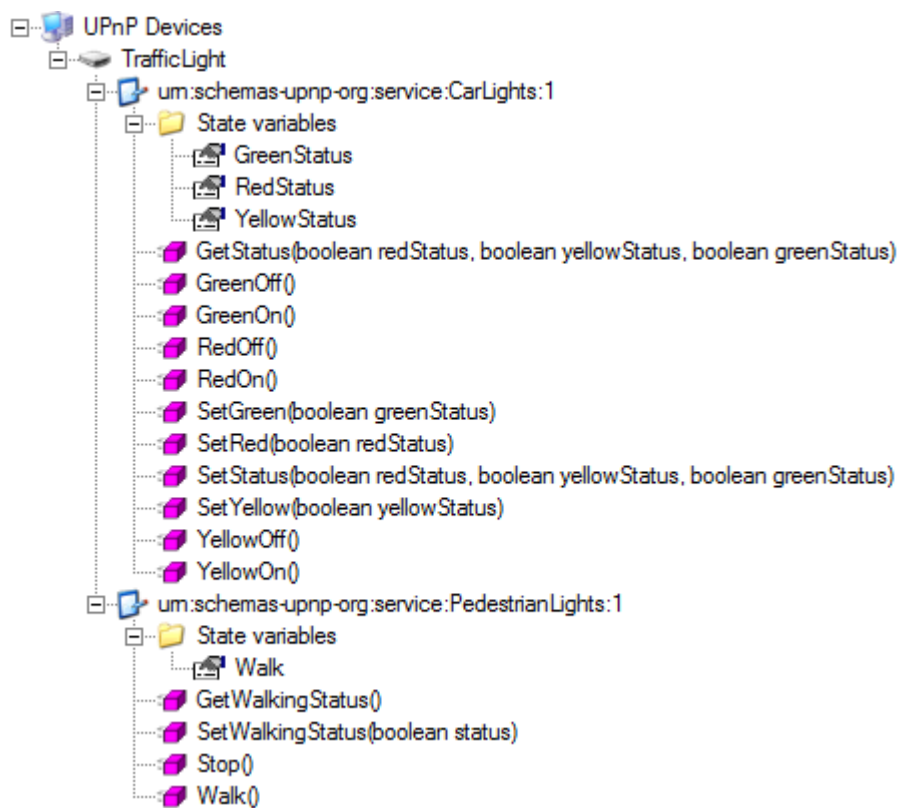 UPnP Devices
TrafficLight
urn:schemas-upnp-org:service:CarLights:1
State variables
GreenStatus
RedStatus
YellowStatus
GetStatus(boolean redStatus, boolean yellowStatus, boolean greenStatus)
GreenOff()
GreenOn()
RedOff()
RedOn()
SetGreen(boolean greenStatus)
SetRed(boolean redStatus)
SetStatus(boolean redStatus, boolean yellowStatus, boolean greenStatus)
SetYellow(boolean yellowStatus)
YellowOff()
YellowOn()
urn:schemas-upnp-org:service:PedestrianLights:1
State variables
Walk
GetWalkingStatus()
SetWalkingStatus(boolean status)
Stop()
Walk()